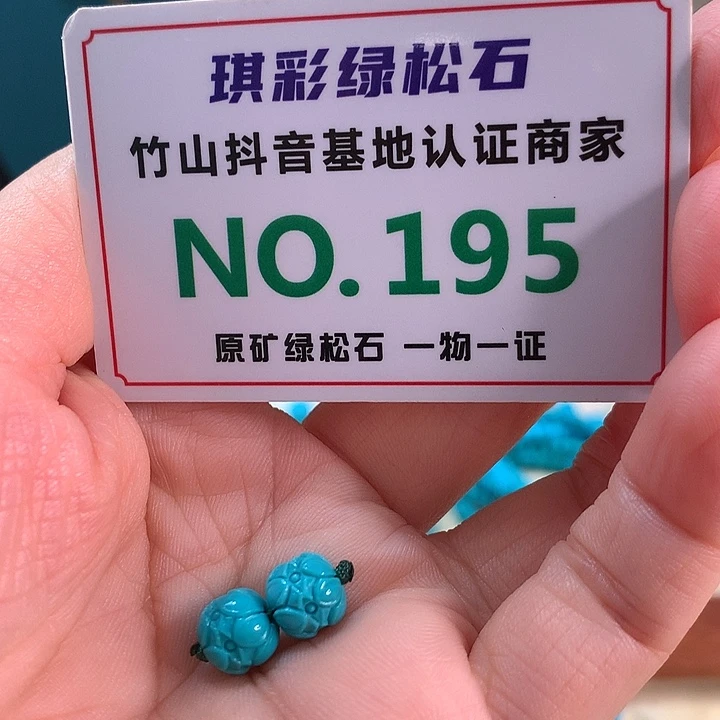 琪彩绿松石
竹山抖音基地认证商家
NO.195
原矿绿松石 一物一证